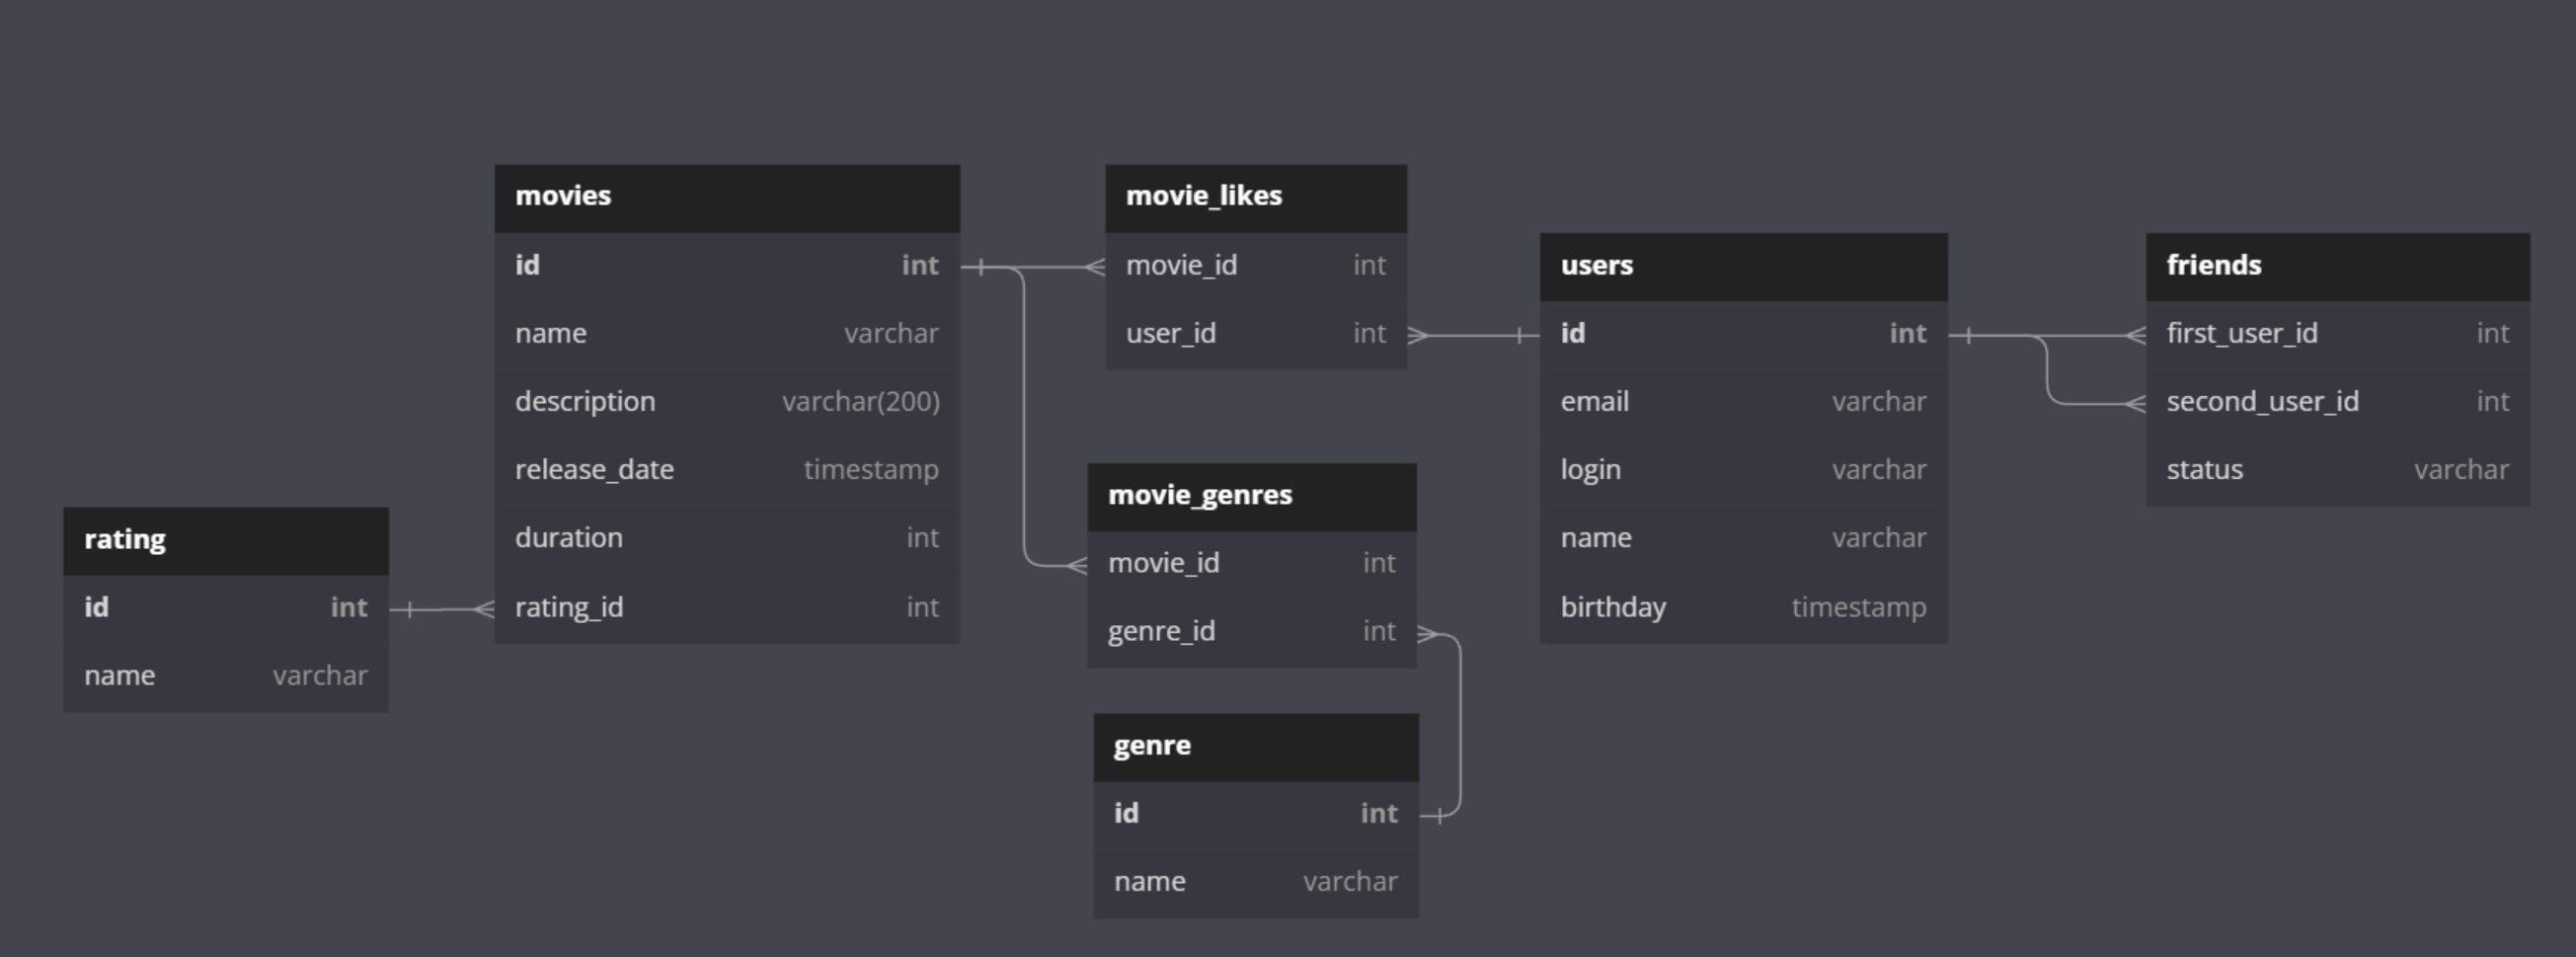 movies
id int
name varchar
description varchar(200)
release_date timestamp
duration int
rating_id int
movie_likes
movie_id int
user_id int
users
id int
email varchar
login varchar
name varchar
birthday timestamp
friends
first_user_id int
second_user_id int
status varchar
rating
id int
name varchar
movie_genres
movie_id int
genre_id int
genre
id int
name varchar